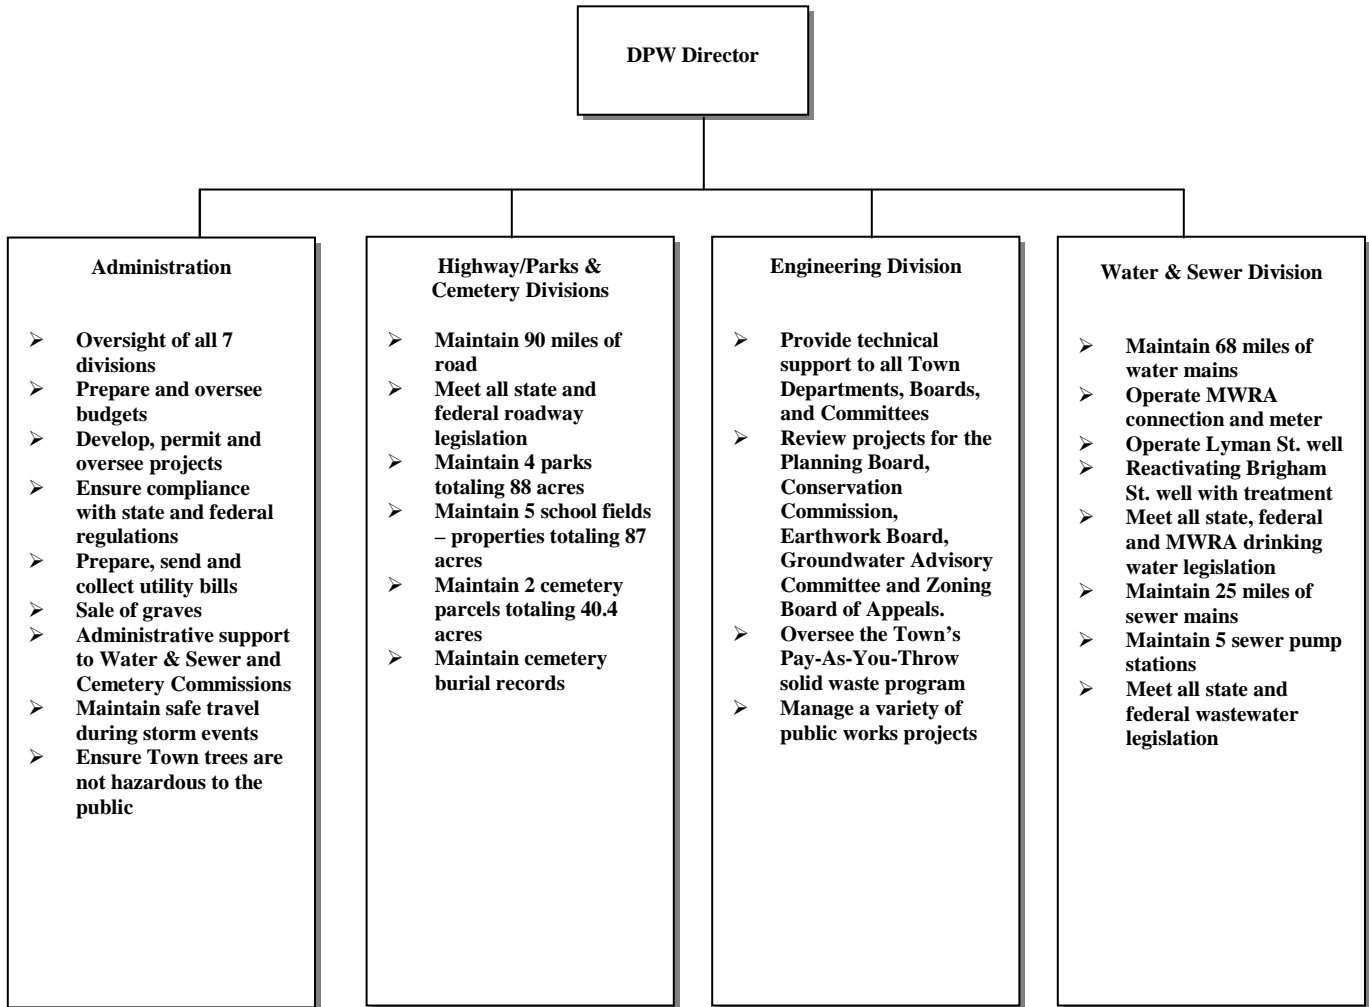 DPW Director
Administration
➢ Oversight of all 7
divisions
➢ Prepare and oversee
budgets
➢ Develop, permit and
oversee projects
➢ Ensure compliance
with state and federal
regulations
➢ Prepare, send and
collect utility bills
➢ Sale of graves
➢ Administrative support
to Water & Sewer and
Cemetery Commissions
➢ Maintain safe travel
during storm events
➢ Ensure Town trees are
not hazardous to the
public
Highway/Parks &
Cemetery Divisions
➢ Maintain 90 miles of
road
➢ Meet all state and
federal roadway
legislation
➢ Maintain 4 parks
totaling 88 acres
➢ Maintain 5 school fields
– properties totaling 87
acres
➢ Maintain 2 cemetery
parcels totaling 40.4
acres
➢ Maintain cemetery
burial records
Engineering Division
➢ Provide technical
support to all Town
Departments, Boards,
and Committees
➢ Review projects for the
Planning Board,
Conservation
Commission,
Earthwork Board,
Groundwater Advisory
Committee and Zoning
Board of Appeals.
➢ Oversee the Town’s
Pay-As-You-Throw
solid waste program
➢ Manage a variety of
public works projects
Water & Sewer Division
➢ Maintain 68 miles of
water mains
➢ Operate MWRA
connection and meter
➢ Operate Lyman St. well
➢ Reactivating Brigham
St. well with treatment
➢ Meet all state, federal
and MWRA drinking
water legislation
➢ Maintain 25 miles of
sewer mains
➢ Maintain 5 sewer pump
stations
➢ Meet all state and
federal wastewater
legislation